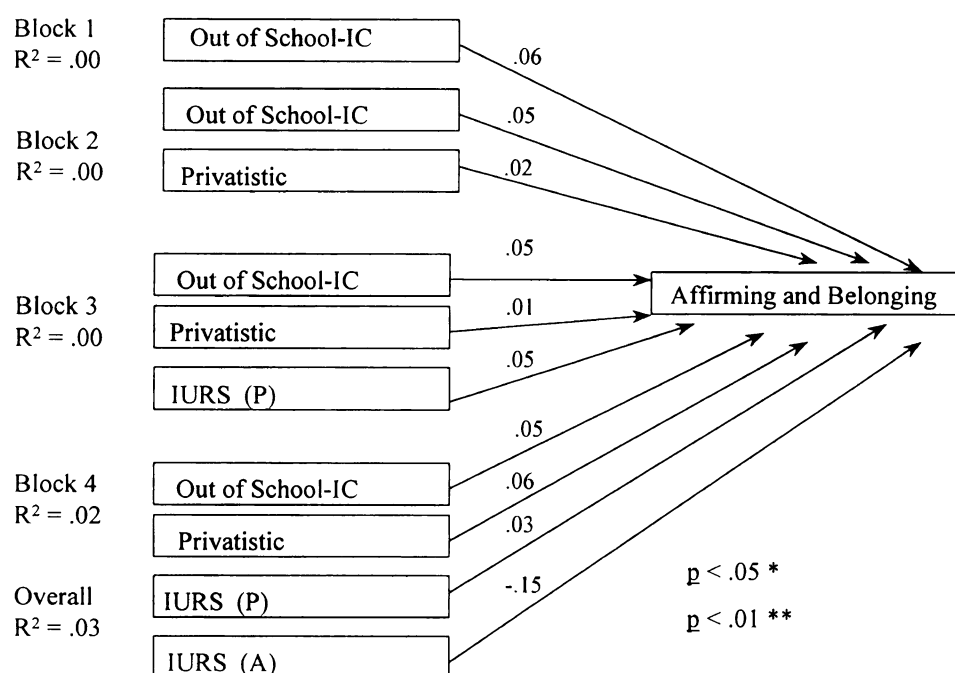 Block 1
R² = .00
Out of School-IC
.06
Out of School-IC
.05
Block 2
R² = .00
Privatistic
.02
Out of School-IC
.05
Block 3
R² = .00
Privatistic
.01
IURS (P)
.05
Affirming and Belonging
Block 4
R² = .02
Out of School-IC
.05
Privatistic
.06
Overall
R² = .03
IURS (P)
.03
IURS (A)
-.15
p < .05 *
p < .01 **